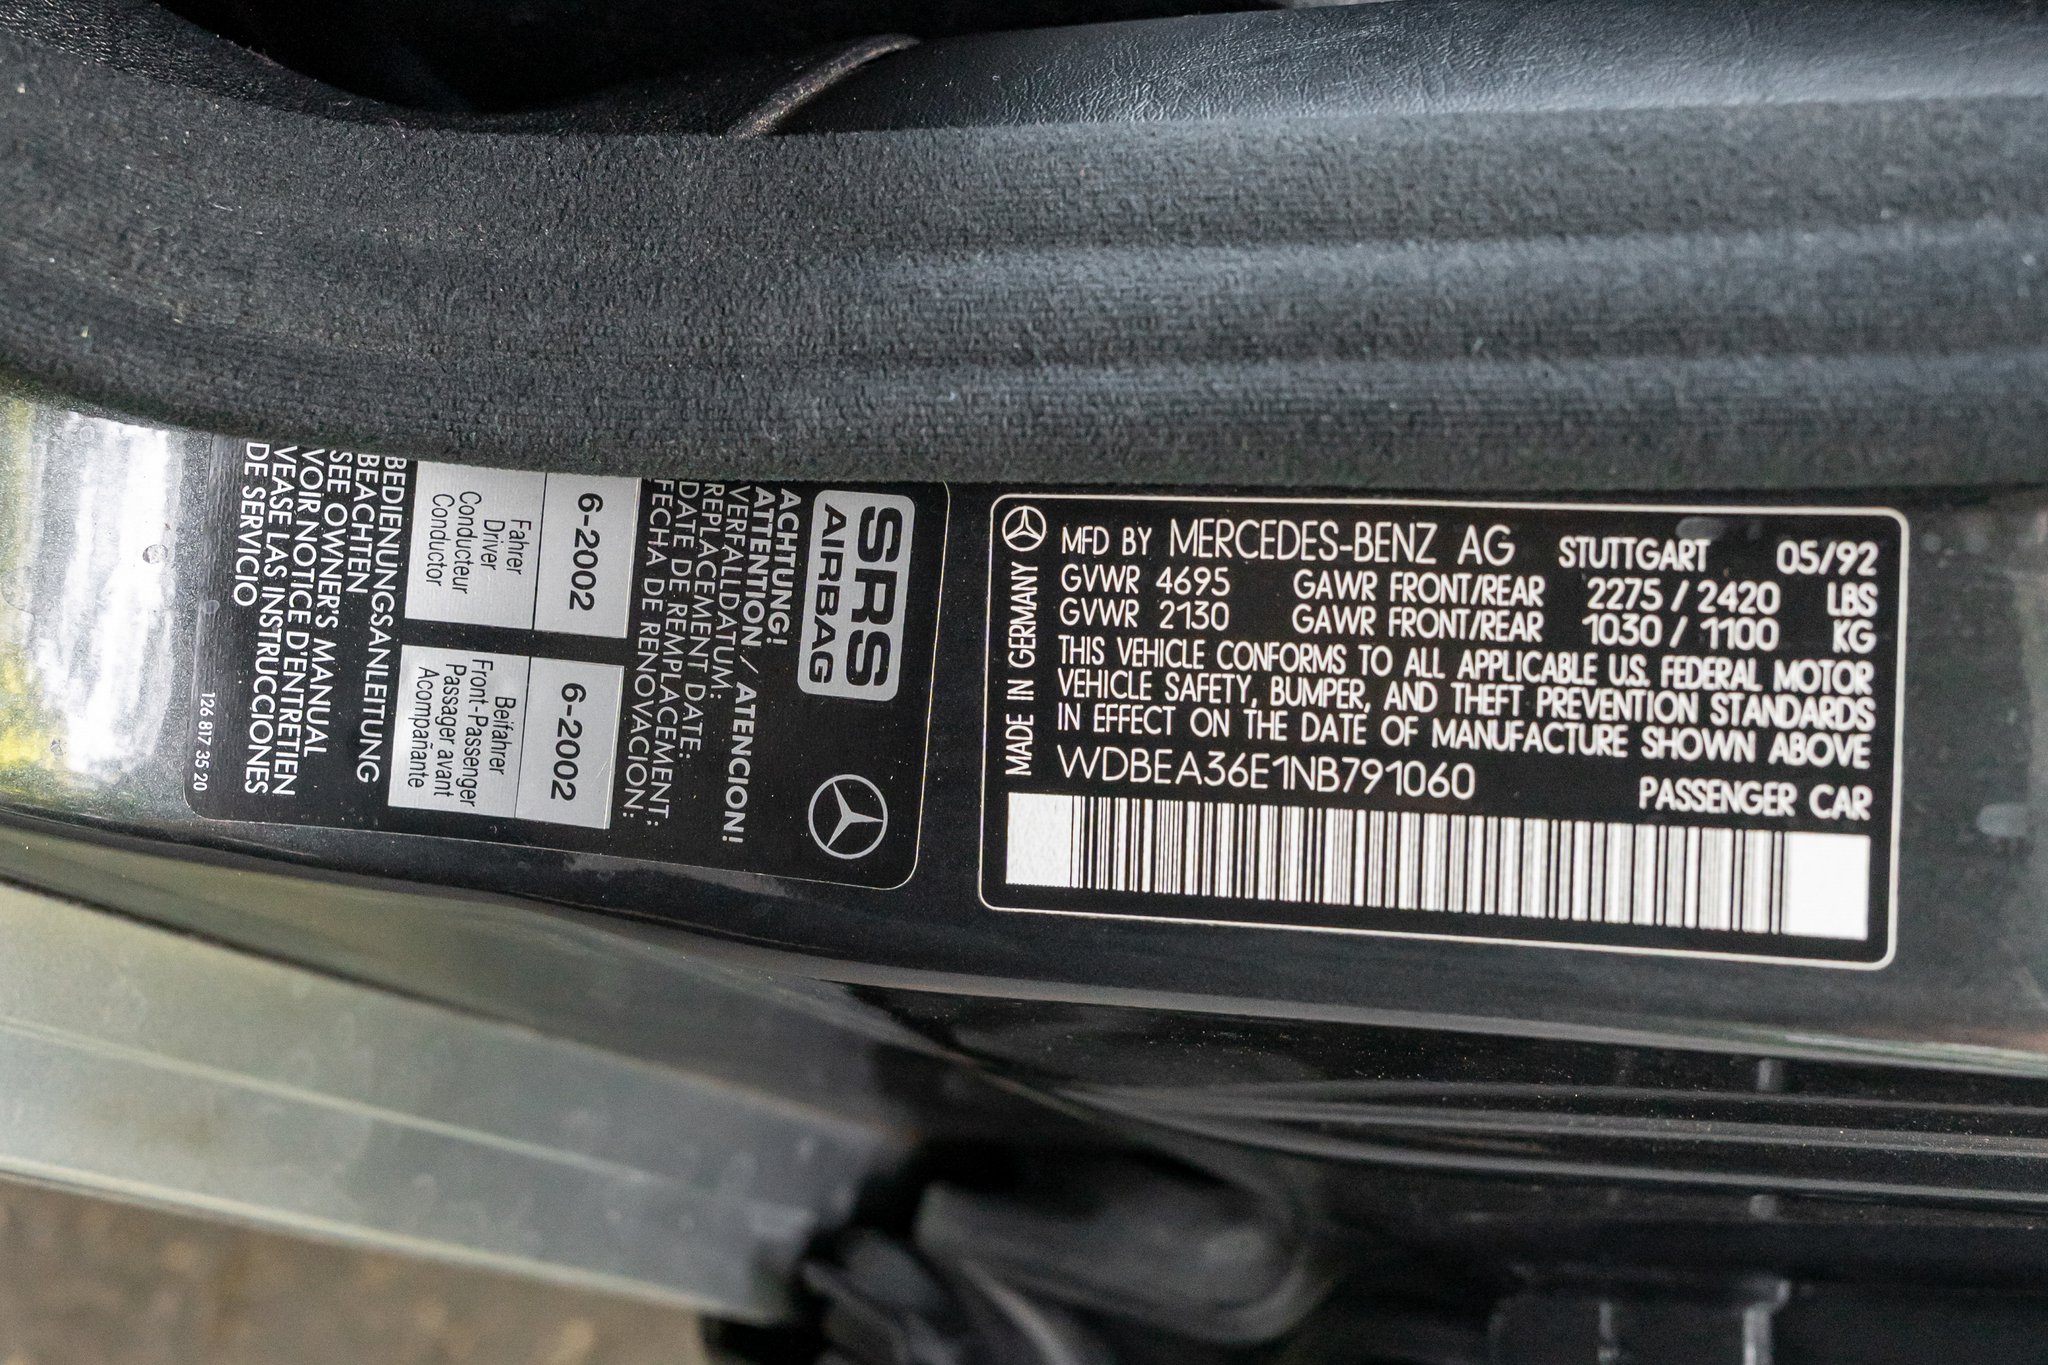 SRS
AIRBAG
ACHTUNG!
ATTENTION / ATENCION!
VERFALLDATUM:
REPLACEMENT DATE:
DATE DE REMPLACEMENT:
FECHA DE RENOVACION:
6-2002
Fahrer
Driver
Conducteur
Conductor
6-2002
Beifahrer
Front-Passenger
Passager avant
Acompañante
BEDIENUNGSANLEITUNG
BEACHTEN
SEE OWNER'S MANUAL
VOIR NOTICE D'ENTRETIEN
VEASE LAS INSTRUCCIONES
DE SERVICIO
126 817 35 20
MADE IN GERMANY
MFD BY MERCEDES-BENZ AG STUTTGART 05/92
GVWR 4695 GAWR FRONT/REAR 2275 / 2420 LBS
GVWR 2130 GAWR FRONT/REAR 1030 / 1100 KG
THIS VEHICLE CONFORMS TO ALL APPLICABLE U.S. FEDERAL MOTOR
VEHICLE SAFETY, BUMPER, AND THEFT PREVENTION STANDARDS
IN EFFECT ON THE DATE OF MANUFACTURE SHOWN ABOVE
WDBEA36E1NB791060
PASSENGER CAR